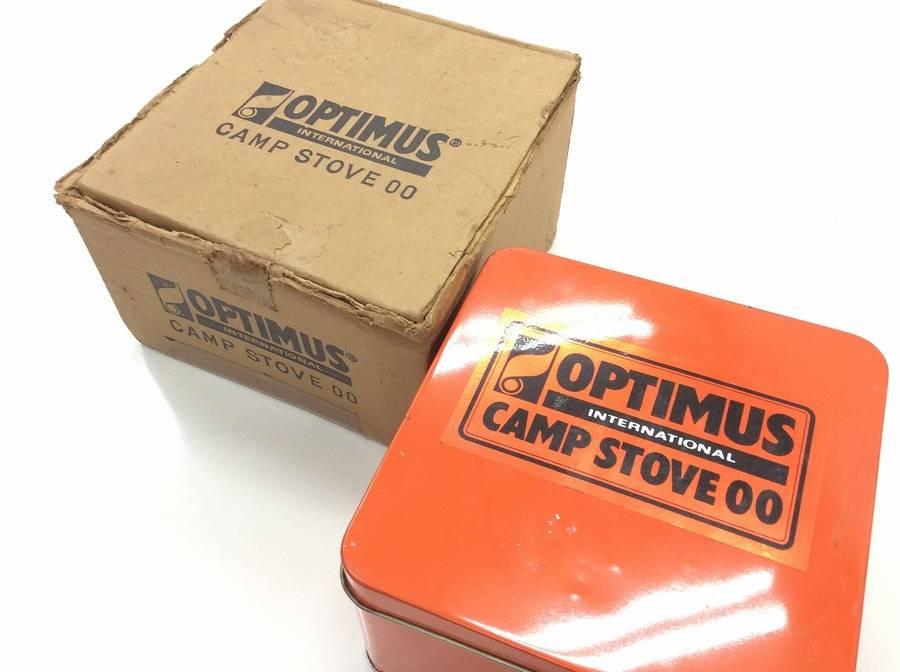 OPTIMUS®
INTERNATIONAL
CAMP STOVE 00
OPTIMUS®
INTERNATIONAL
CAMP STOVE 00
OPTIMUS
INTERNATIONAL
CAMP STOVE 00